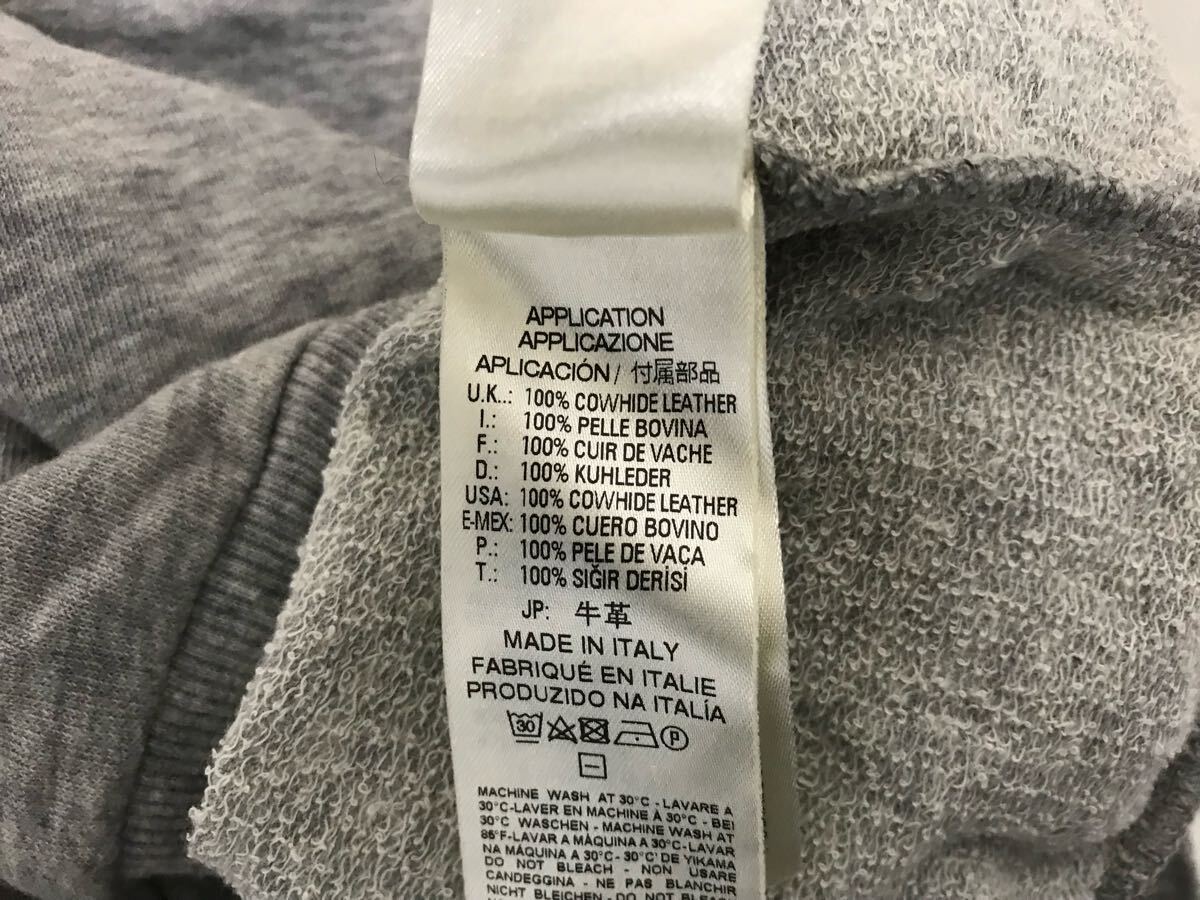 APPLICATION
APPLICAZIONE
APLICACIÓN/ 付属部品
U.K..: 100% COWHIDE LEATHER
I.: 100% PELLE BOVINA
F.: 100% CUIR DE VACHE
D.: 100% KUHLEDER
USA: 100% COWHIDE LEATHER
E-MEX: 100% CUERO BOVINO
P.: 100% PELE DE VACA
T.: 100% SIĞIR DERİSİ
JP: 牛革
MADE IN ITALY
FABRIQUÉ EN ITALIE
PRODUZIDO NA ITALÍA
30 P
MACHINE WASH AT 30°C - LAVARE A
30°C-LAVER EN MACHINE À 30°C - BEI
30°C WASCHEN - MACHINE WASH AT
85°F-LAVAR A MÁQUINA A 30°C-LAVAR
NA MÁQUINA A 30°C - 30°C' DE YIKAMA
DO NOT BLEACH - NON USARE
CANDEGGINA - NE PAS BLANCHIR
NICHT BLEICHEN - DO NOT BLEACH